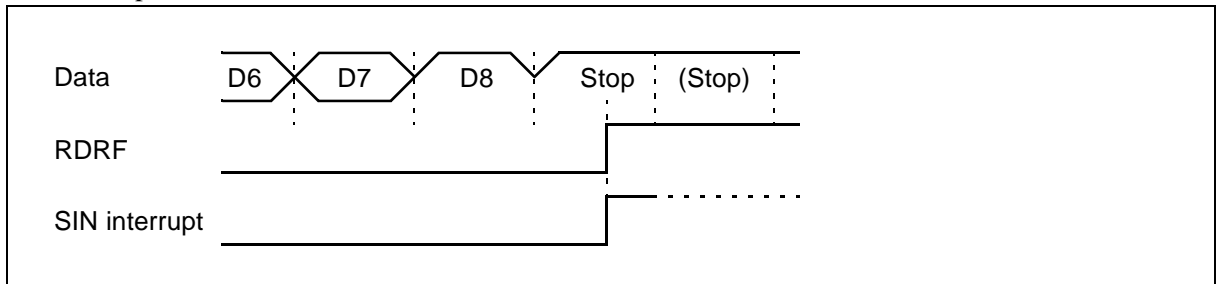 Data D6 D7 D8 Stop (Stop)
RDRF
SIN interrupt